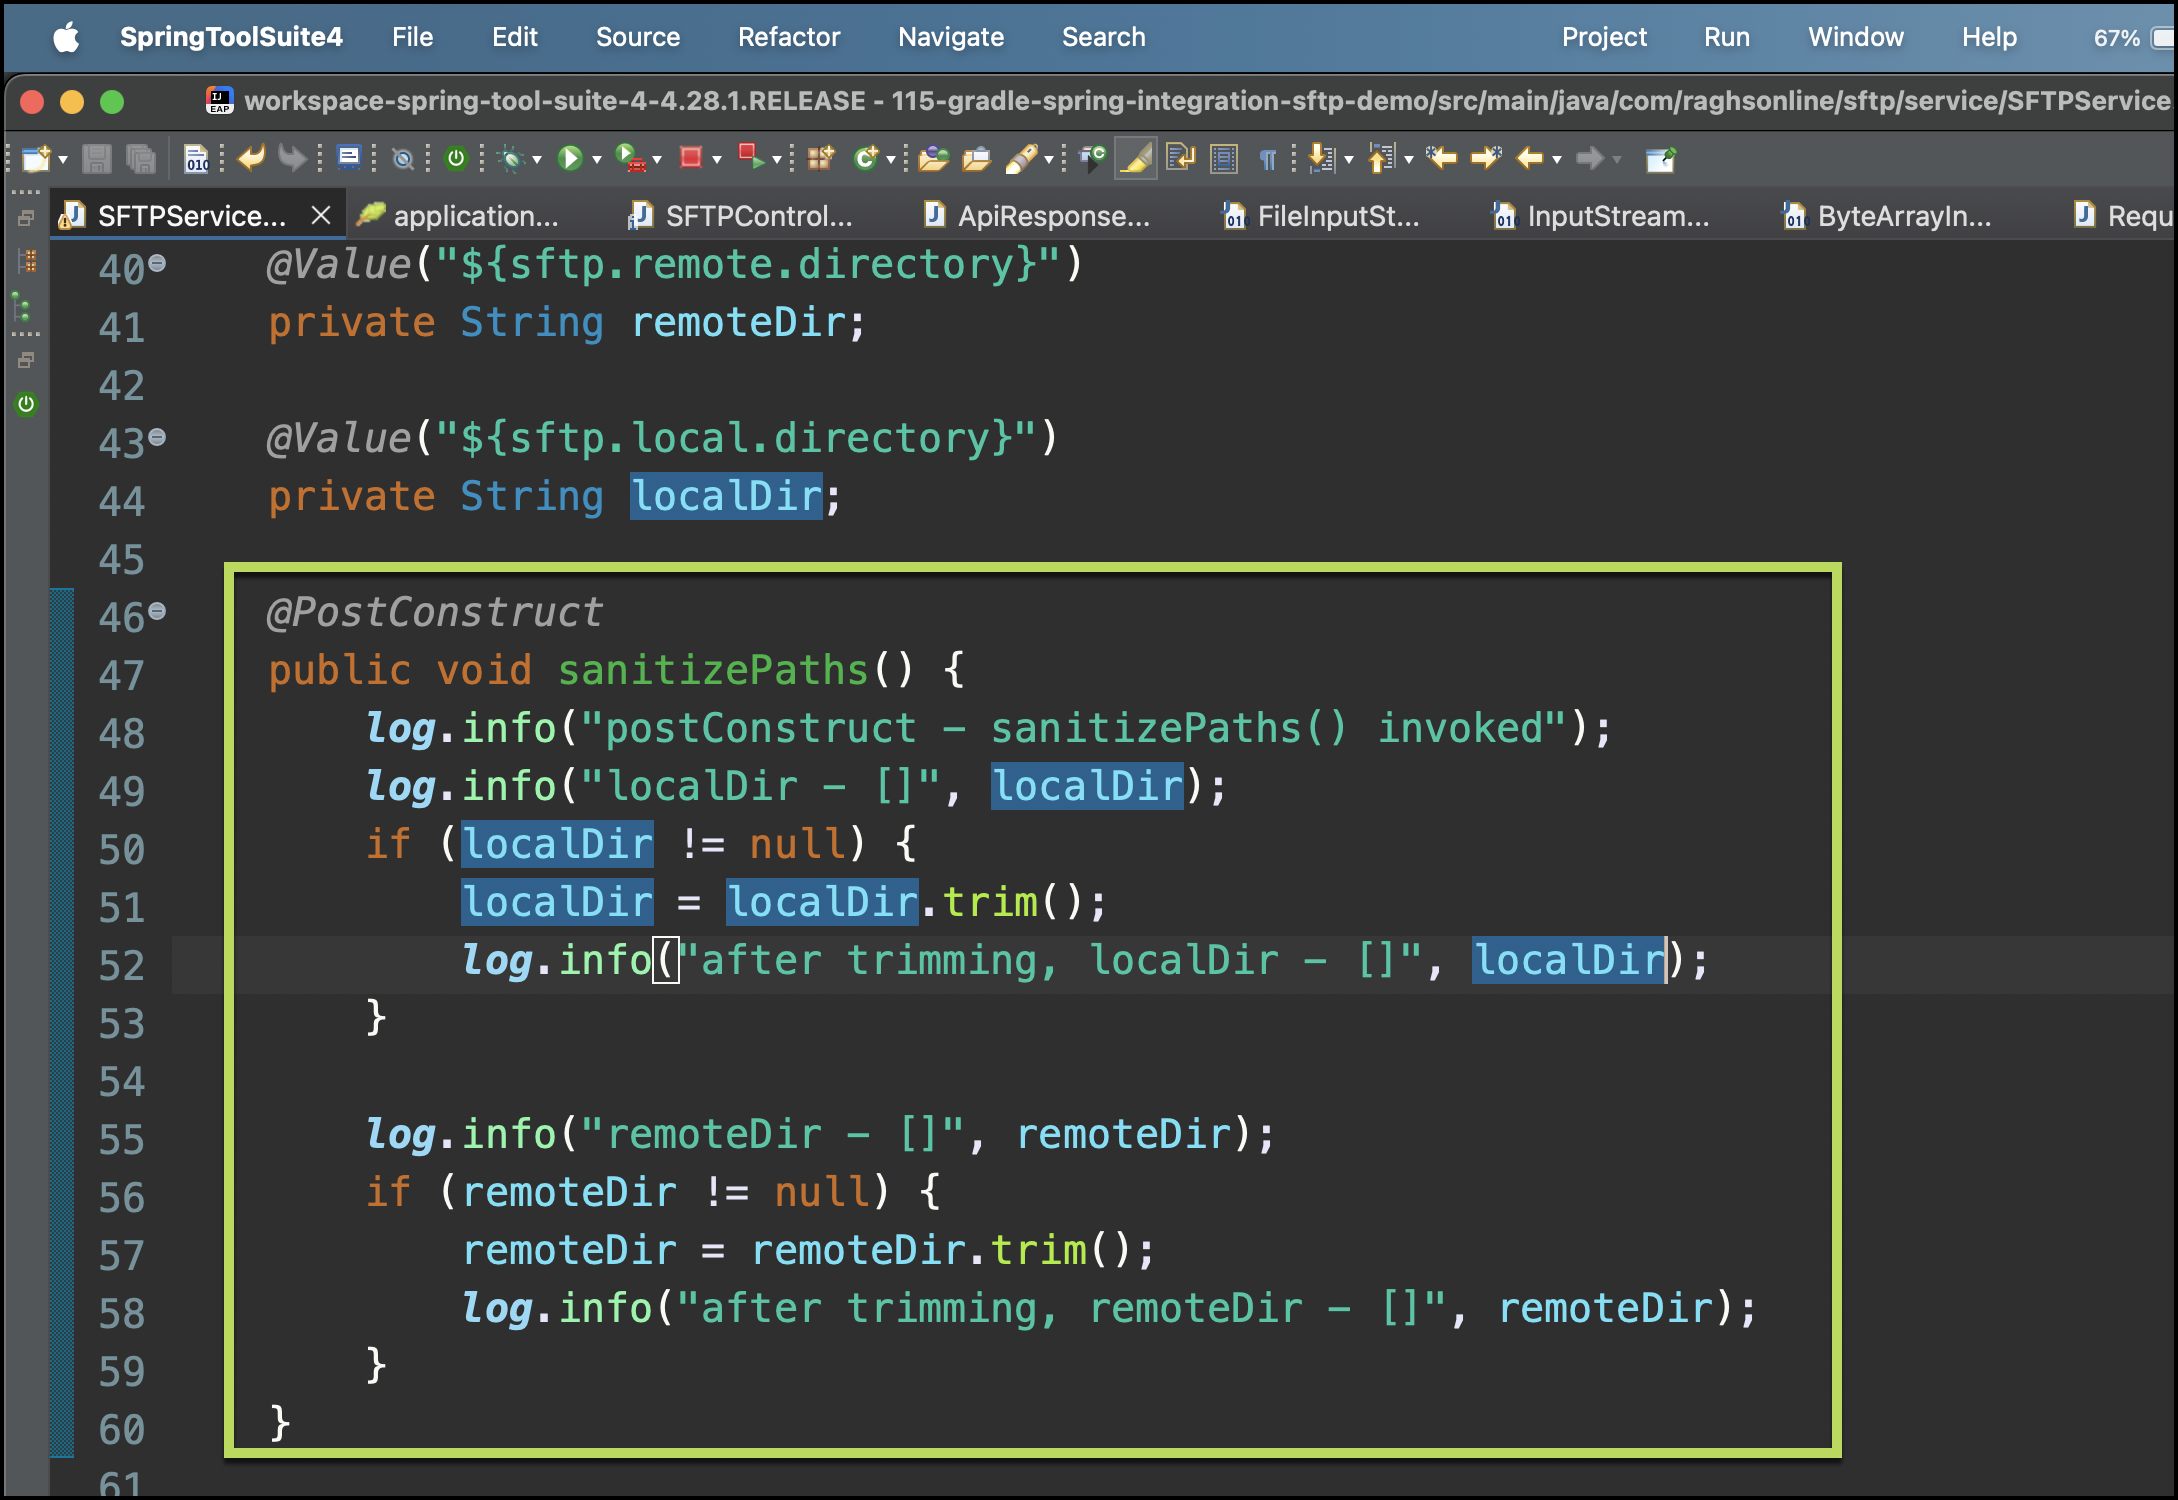 SpringToolSuite4 File Edit Source Refactor Navigate Search Project Run Window Help 67%
workspace-spring-tool-suite-4-4.28.1.RELEASE - 115-gradle-spring-integration-sftp-demo/src/main/java/com/raghsonline/sftp/service/SFTPService
SFTPService... application... SFTPControl... ApiResponse... FileInputSt... InputStream... ByteArrayIn... Requ
40 @Value("${sftp.remote.directory}")
41 private String remoteDir;
42
43 @Value("${sftp.local.directory}")
44 private String localDir;
45
46 @PostConstruct
47 public void sanitizePaths() {
48 log.info("postConstruct - sanitizePaths() invoked");
49 log.info("localDir - []", localDir);
50 if (localDir != null) {
51 localDir = localDir.trim();
52 log.info("after trimming, localDir - []", localDir);
53 }
54
55 log.info("remoteDir - []", remoteDir);
56 if (remoteDir != null) {
57 remoteDir = remoteDir.trim();
58 log.info("after trimming, remoteDir - []", remoteDir);
59 }
60 }
61